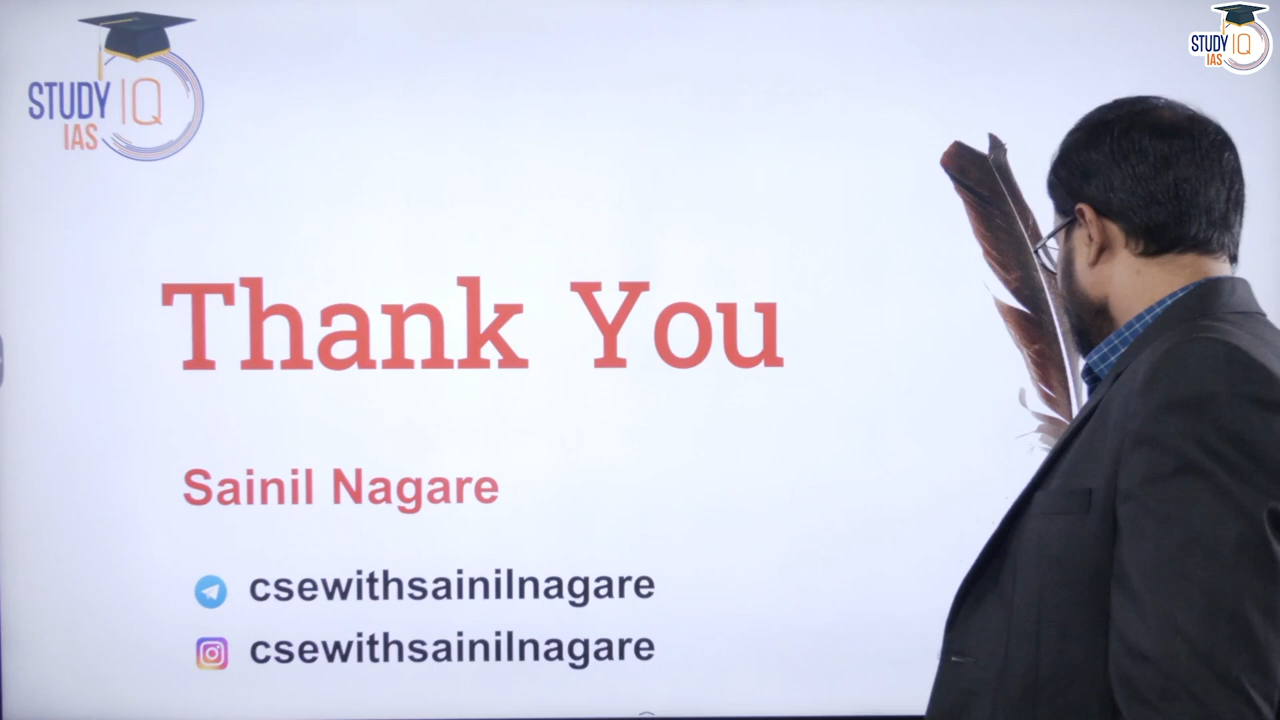 STUDY IQ
IAS
STUDY IQ
IAS
Thank You
Sainil Nagare
csewithsainilnagare
csewithsainilnagare